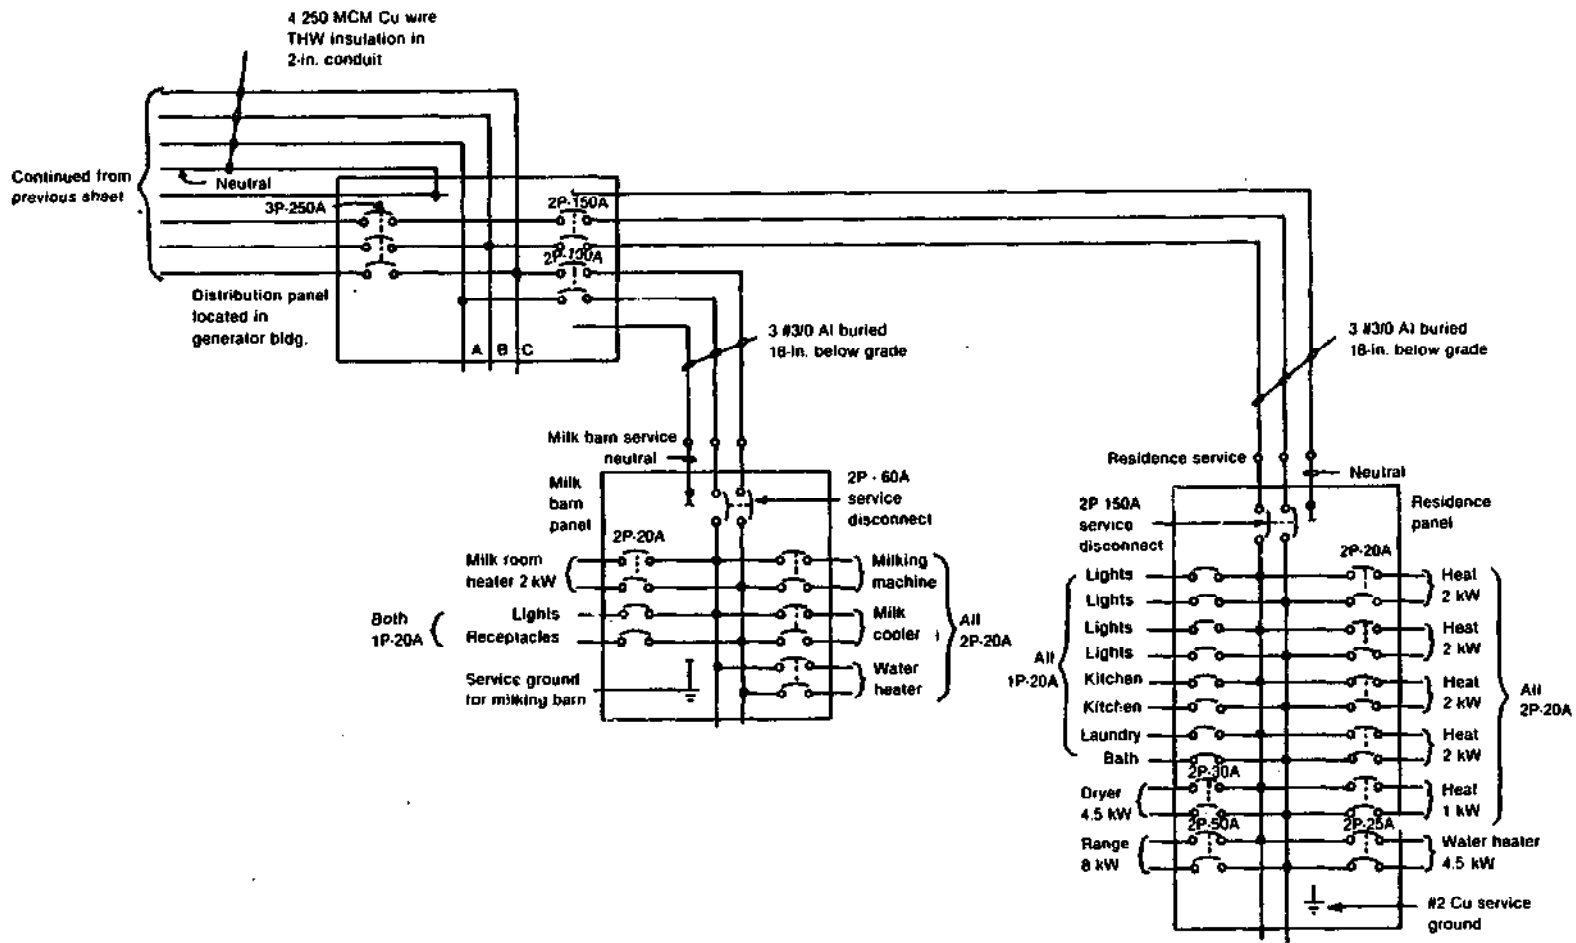 4 250 MCM Cu wire
THW insulation in
2-in. conduit
Continued from
previous sheet
Neutral
3P-250A
2P-150A
2P-100A
Distribution panel
located in
generator bldg.
A B C
3 #3/0 Al buried
18-in. below grade
3 #3/0 Al buried
18-in. below grade
Milk barn service
neutral
Milk
barn
panel
2P - 60A
service
disconnect
2P-20A
Milk room
heater 2 kW
Milking
machine
Both
1P-20A
Lights
Receptacles
Milk
cooler
All
2P-20A
Service ground
for milking barn
Water
heater
Residence service
Neutral
2P 150A
service
disconnect
Residence
panel
2P-20A
Lights
Lights
Lights
Lights
Kitchen
Kitchen
Laundry
Bath
All
1P-20A
Heat
2 kW
Heat
2 kW
Heat
2 kW
Heat
2 kW
Heat
1 kW
All
2P-20A
2P-30A
Dryer
4.5 kW
2P-50A
2P-25A
Range
8 kW
Water heater
4.5 kW
#2 Cu service
ground